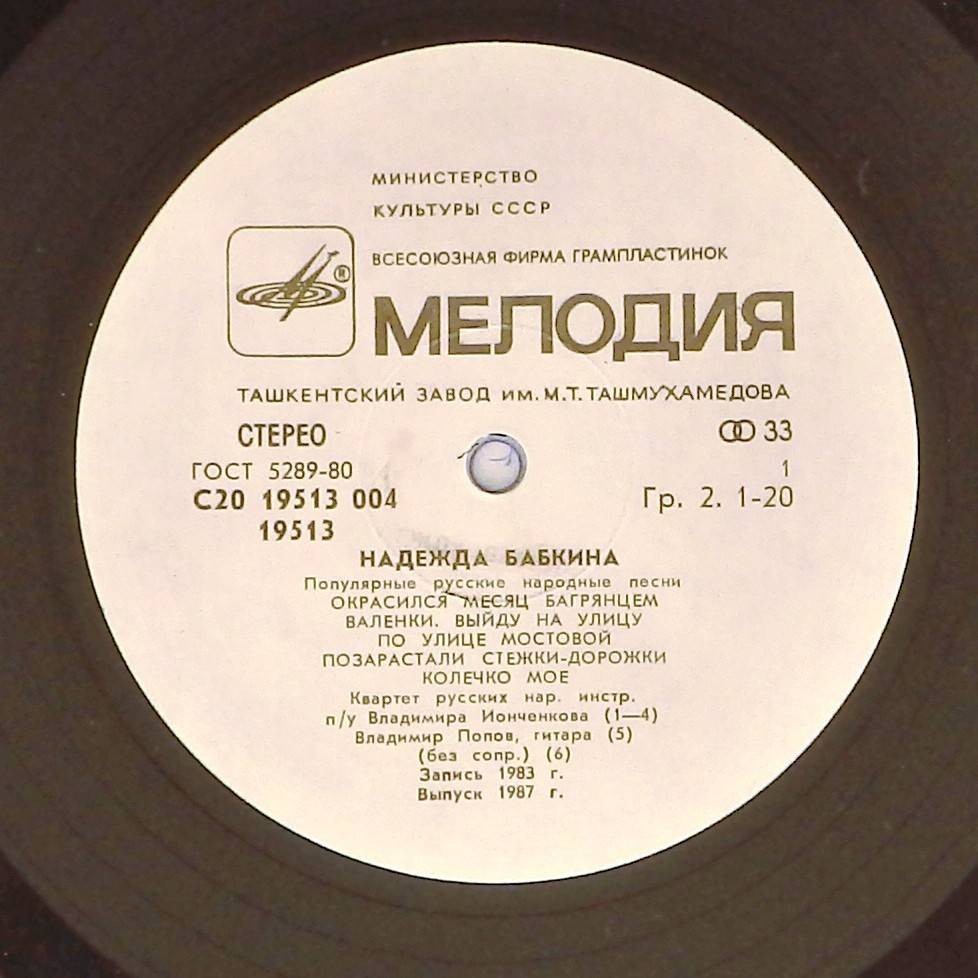 МИНИСТЕРСТВО
КУЛЬТУРЫ СССР
ВСЕСОЮЗНАЯ ФИРМА ГРАМПЛАСТИНОК
®
МЕЛОДИЯ
ТАШКЕНТСКИЙ ЗАВОД им. М.Т. ТАШМУХАМЕДОВА
СТЕРЕО
33
ГОСТ 5289-80
1
С20 19513 004
Гр. 2. 1-20
19513
НАДЕЖДА БАБКИНА
Популярные русские народные песни
ОКРАСИЛСЯ МЕСЯЦ БАГРЯНЦЕМ
ВАЛЕНКИ. ВЫЙДУ НА УЛИЦУ
ПО УЛИЦЕ МОСТОВОЙ
ПОЗАРАСТАЛИ СТЕЖКИ-ДОРОЖКИ
КОЛЕЧКО МОЕ
Квартет русских нар. инстр.
п/у Владимира Ионченкова (1—4)
Владимир Попов, гитара (5)
(без сопр.) (6)
Запись 1983 г.
Выпуск 1987 г.